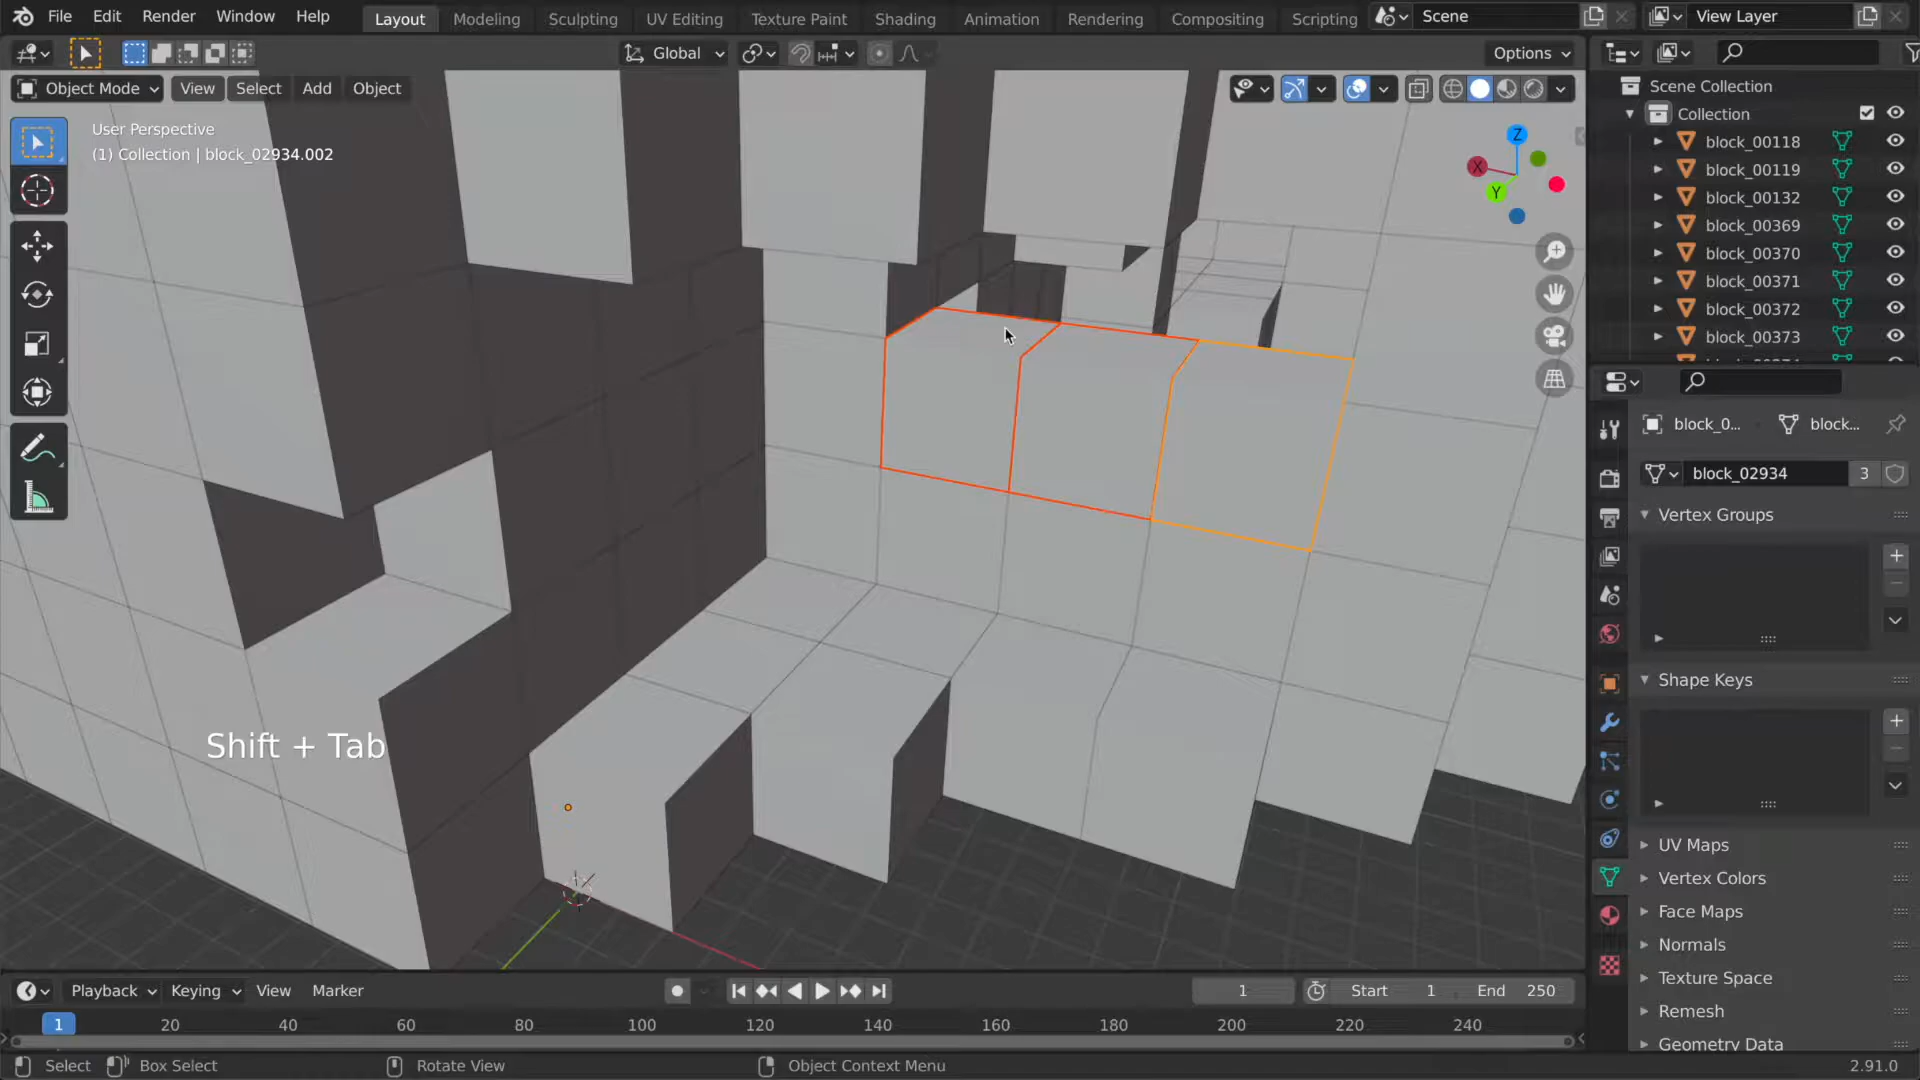 File Edit Render Window Help Layout Modeling Sculpting UV Editing Texture Paint Shading Animation Rendering Compositing Scripting Scene View Layer
Global Options
Object Mode View Select Add Object
User Perspective
(1) Collection | block_02934.002
Z
X
Y
Shift + Tab
Scene Collection
Collection
block_00118
block_00119
block_00132
block_00369
block_00370
block_00371
block_00372
block_00373
block_0... block...
block_02934 3
Vertex Groups
Shape Keys
UV Maps
Vertex Colors
Face Maps
Normals
Texture Space
Remesh
Geometry Data
Playback Keying View Marker 1 Start 1 End 250
1 20 40 60 80 100 120 140 160 180 200 220 240
Select Box Select Rotate View Object Context Menu 2.91.0